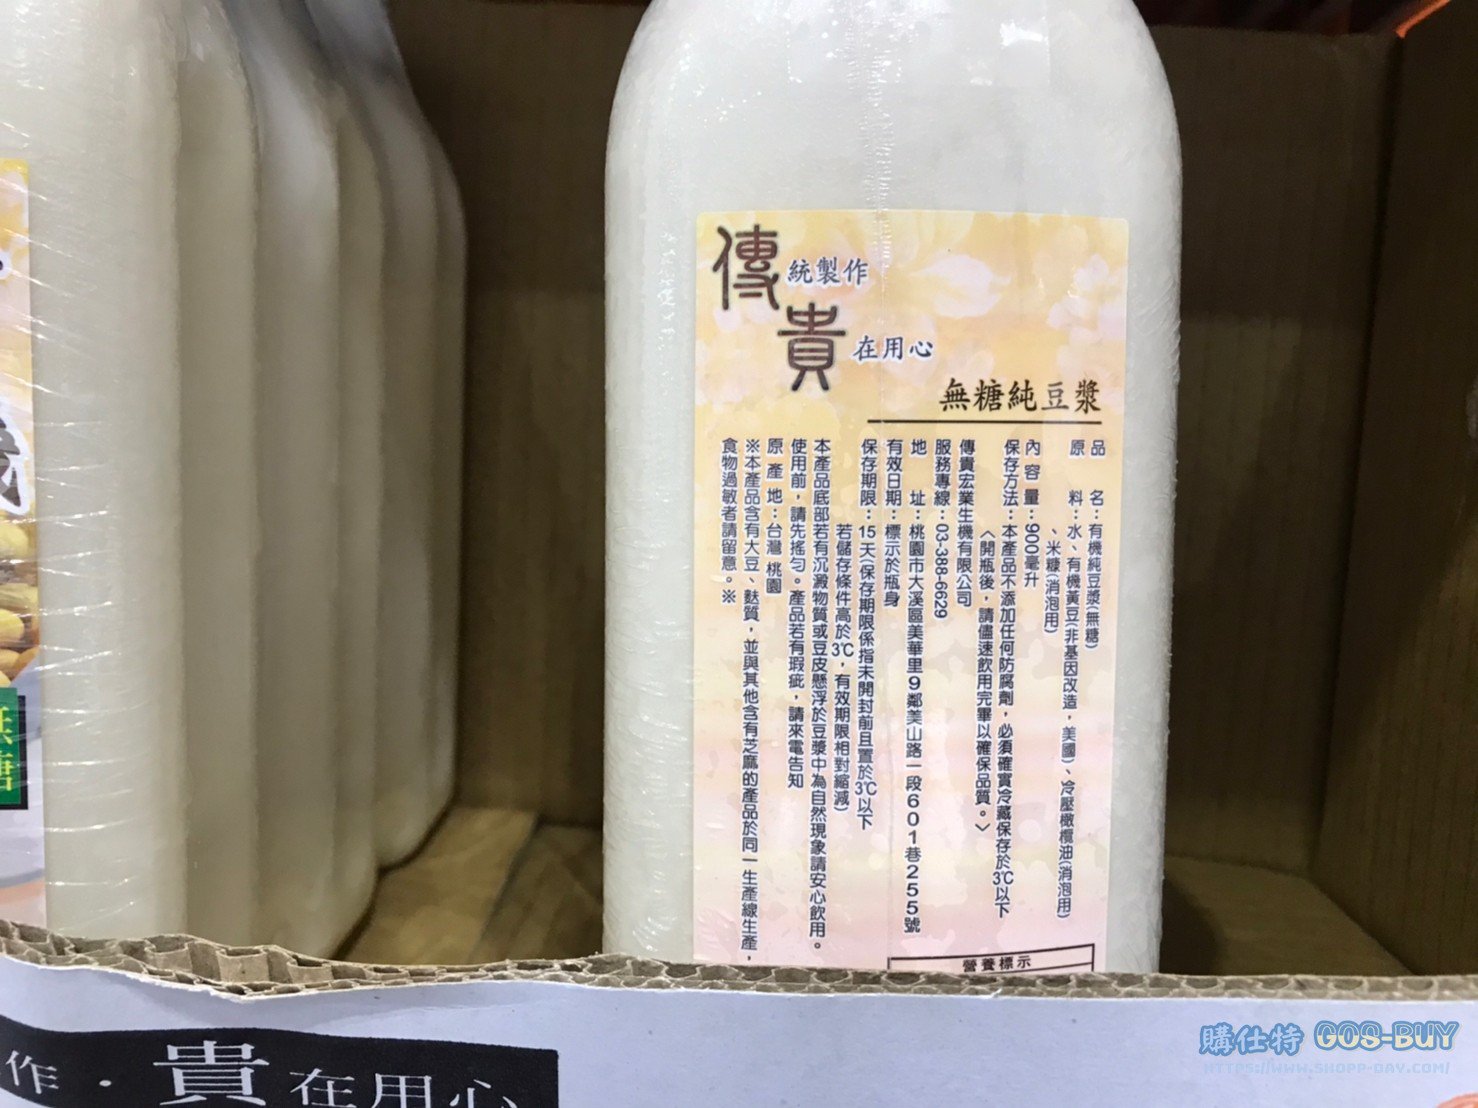 傳統製作
貴在用心
無糖純豆漿
品名：有機純豆漿(無糖)
原料：水、有機黃豆(非基因改造，美國)、冷壓橄欖油(消泡用)
、米糠(消泡用)
內容量：900毫升
保存方法：本產品不添加任何防腐劑，必須確實冷藏保存於3℃以下
〈開瓶後，請儘速飲用完畢以確保品質。〉
傳貴宏業生機有限公司
服務專線：03-388-6629
地址：桃園市大溪區美華里9鄰美山路一段601巷255號
有效日期：標示於瓶身
保存期限：15天(保存期限係指未開封前且置於3℃以下
若儲存條件高於3℃，有效期限相對縮減)
本產品底部若有沉澱物質或豆皮懸浮於豆漿中為自然現象請安心飲用。
使用前，請先搖勻。產品若有瑕疵，請來電告知
原產地：台灣 桃園
※本產品含有大豆、麩質，並與其他含有芝麻的產品於同一生產線生產，
食物過敏者請留意。※
營養標示
無糖
作．貴在用心
購仕特 GOS-BUY
HTTPS://WWW.SHOPP-DAY.COM/